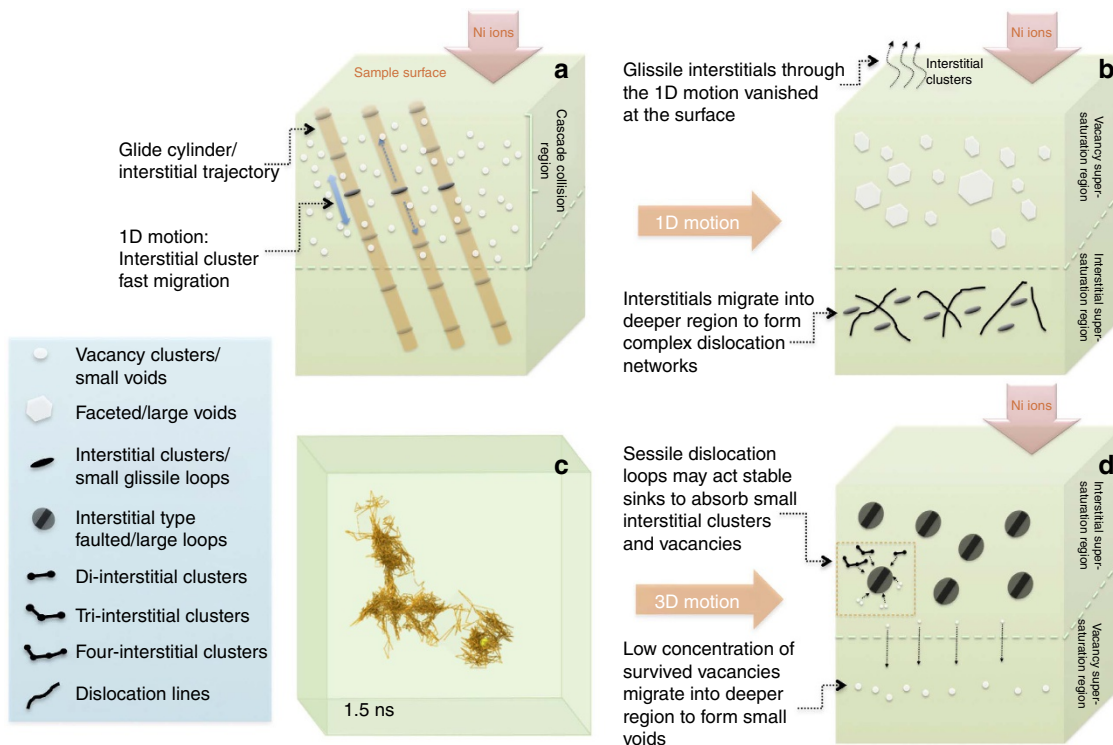 Ni ions
Sample surface
a
Cascade collision
region
Glide cylinder/
interstitial trajectory
1D motion:
Interstitial cluster
fast migration
Ni ions
b
Interstitial
clusters
Glissile interstitials through
the 1D motion vanished
at the surface
Vacancy super-
saturation region
1D motion
Interstitial super-
saturation region
Interstitials migrate into
deeper region to form
complex dislocation
networks
Vacancy clusters/
small voids
Faceted/large voids
Interstitial clusters/
small glissile loops
Interstitial type
faulted/large loops
Di-interstitial clusters
Tri-interstitial clusters
Four-interstitial clusters
Dislocation lines
c
1.5 ns
Ni ions
d
Sessile dislocation
loops may act stable
sinks to absorb small
interstitial clusters
and vacancies
Interstitial super-
saturation region
3D motion
Vacancy super-
saturation region
Low concentration of
survived vacancies
migrate into deeper
region to form small
voids